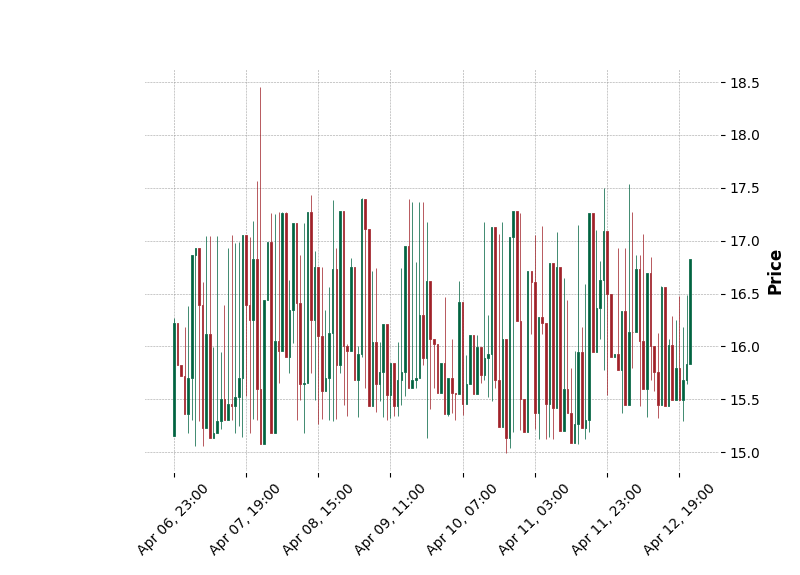 18.5
18.0
17.5
17.0
16.5
16.0
15.5
15.0
Price
Apr 06, 23:00
Apr 07, 19:00
Apr 08, 15:00
Apr 09, 11:00
Apr 10, 07:00
Apr 11, 03:00
Apr 11, 23:00
Apr 12, 19:00